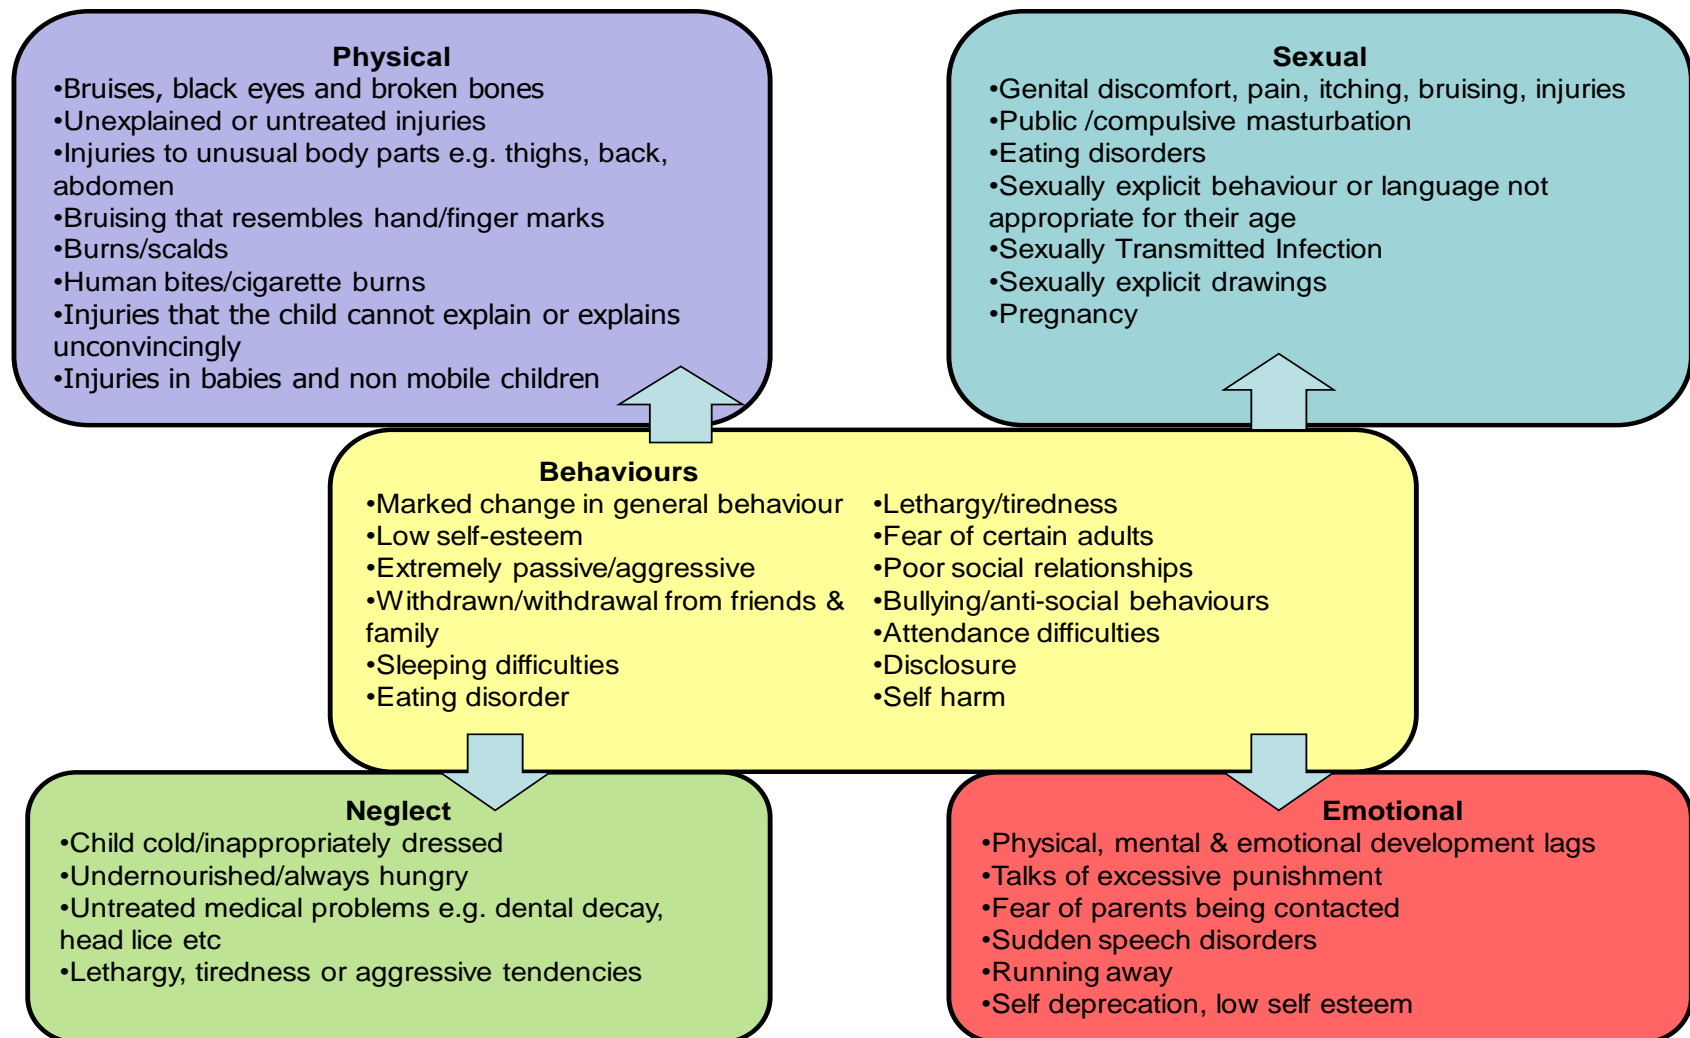 Physical
•Bruises, black eyes and broken bones
•Unexplained or untreated injuries
•Injuries to unusual body parts e.g. thighs, back,
abdomen
•Bruising that resembles hand/finger marks
•Burns/scalds
•Human bites/cigarette burns
•Injuries that the child cannot explain or explains
unconvincingly
•Injuries in babies and non mobile children
Sexual
•Genital discomfort, pain, itching, bruising, injuries
•Public /compulsive masturbation
•Eating disorders
•Sexually explicit behaviour or language not
appropriate for their age
•Sexually Transmitted Infection
•Sexually explicit drawings
•Pregnancy
Behaviours
•Marked change in general behaviour
•Low self-esteem
•Extremely passive/aggressive
•Withdrawn/withdrawal from friends &
family
•Sleeping difficulties
•Eating disorder
•Lethargy/tiredness
•Fear of certain adults
•Poor social relationships
•Bullying/anti-social behaviours
•Attendance difficulties
•Disclosure
•Self harm
Neglect
•Child cold/inappropriately dressed
•Undernourished/always hungry
•Untreated medical problems e.g. dental decay,
head lice etc
•Lethargy, tiredness or aggressive tendencies
Emotional
•Physical, mental & emotional development lags
•Talks of excessive punishment
•Fear of parents being contacted
•Sudden speech disorders
•Running away
•Self deprecation, low self esteem